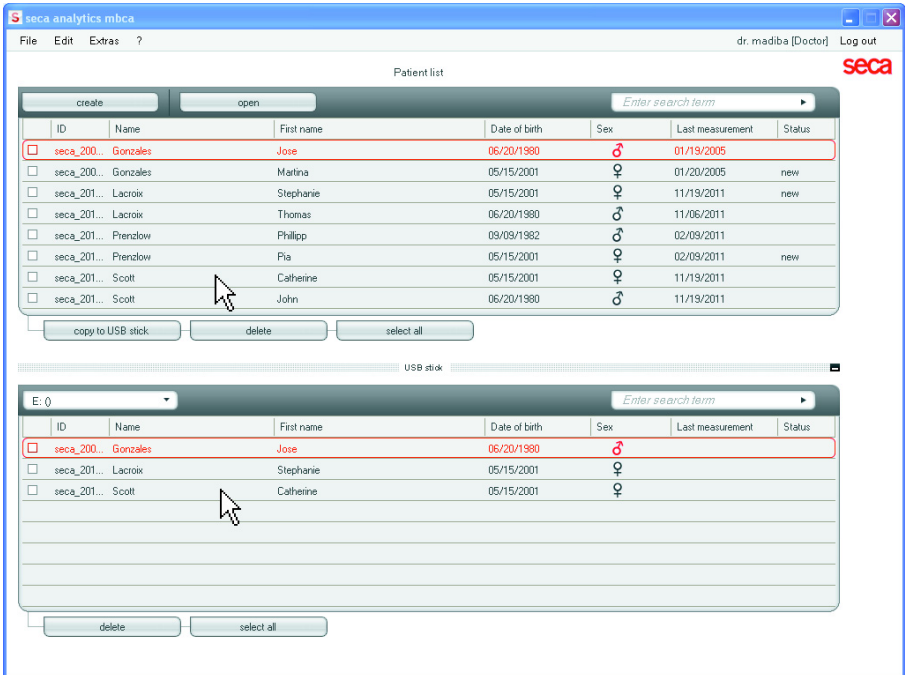 S seca analytics mbca
File Edit Extras ? dr. madiba [Doctor] Log out
seca
Patient list
create open Enter search term
ID Name First name Date of birth Sex Last measurement Status
seca_200... Gonzales Jose 06/20/1980 ♂ 01/19/2005
seca_200... Gonzales Martina 05/15/2001 ♀ 01/20/2005 new
seca_201... Lacroix Stephanie 05/15/2001 ♀ 11/19/2011 new
seca_201... Lacroix Thomas 06/20/1980 ♂ 11/06/2011
seca_201... Prenzlow Phillipp 09/09/1982 ♂ 02/09/2011
seca_201... Prenzlow Pia 05/15/2001 ♀ 02/09/2011 new
seca_201... Scott Catherine 05/15/2001 ♀ 11/19/2011
seca_201... Scott John 06/20/1980 ♂ 11/19/2011
copy to USB stick delete select all
USB stick
E: () Enter search term
ID Name First name Date of birth Sex Last measurement Status
seca_200... Gonzales Jose 06/20/1980 ♂
seca_201... Lacroix Stephanie 05/15/2001 ♀
seca_201... Scott Catherine 05/15/2001 ♀
delete select all